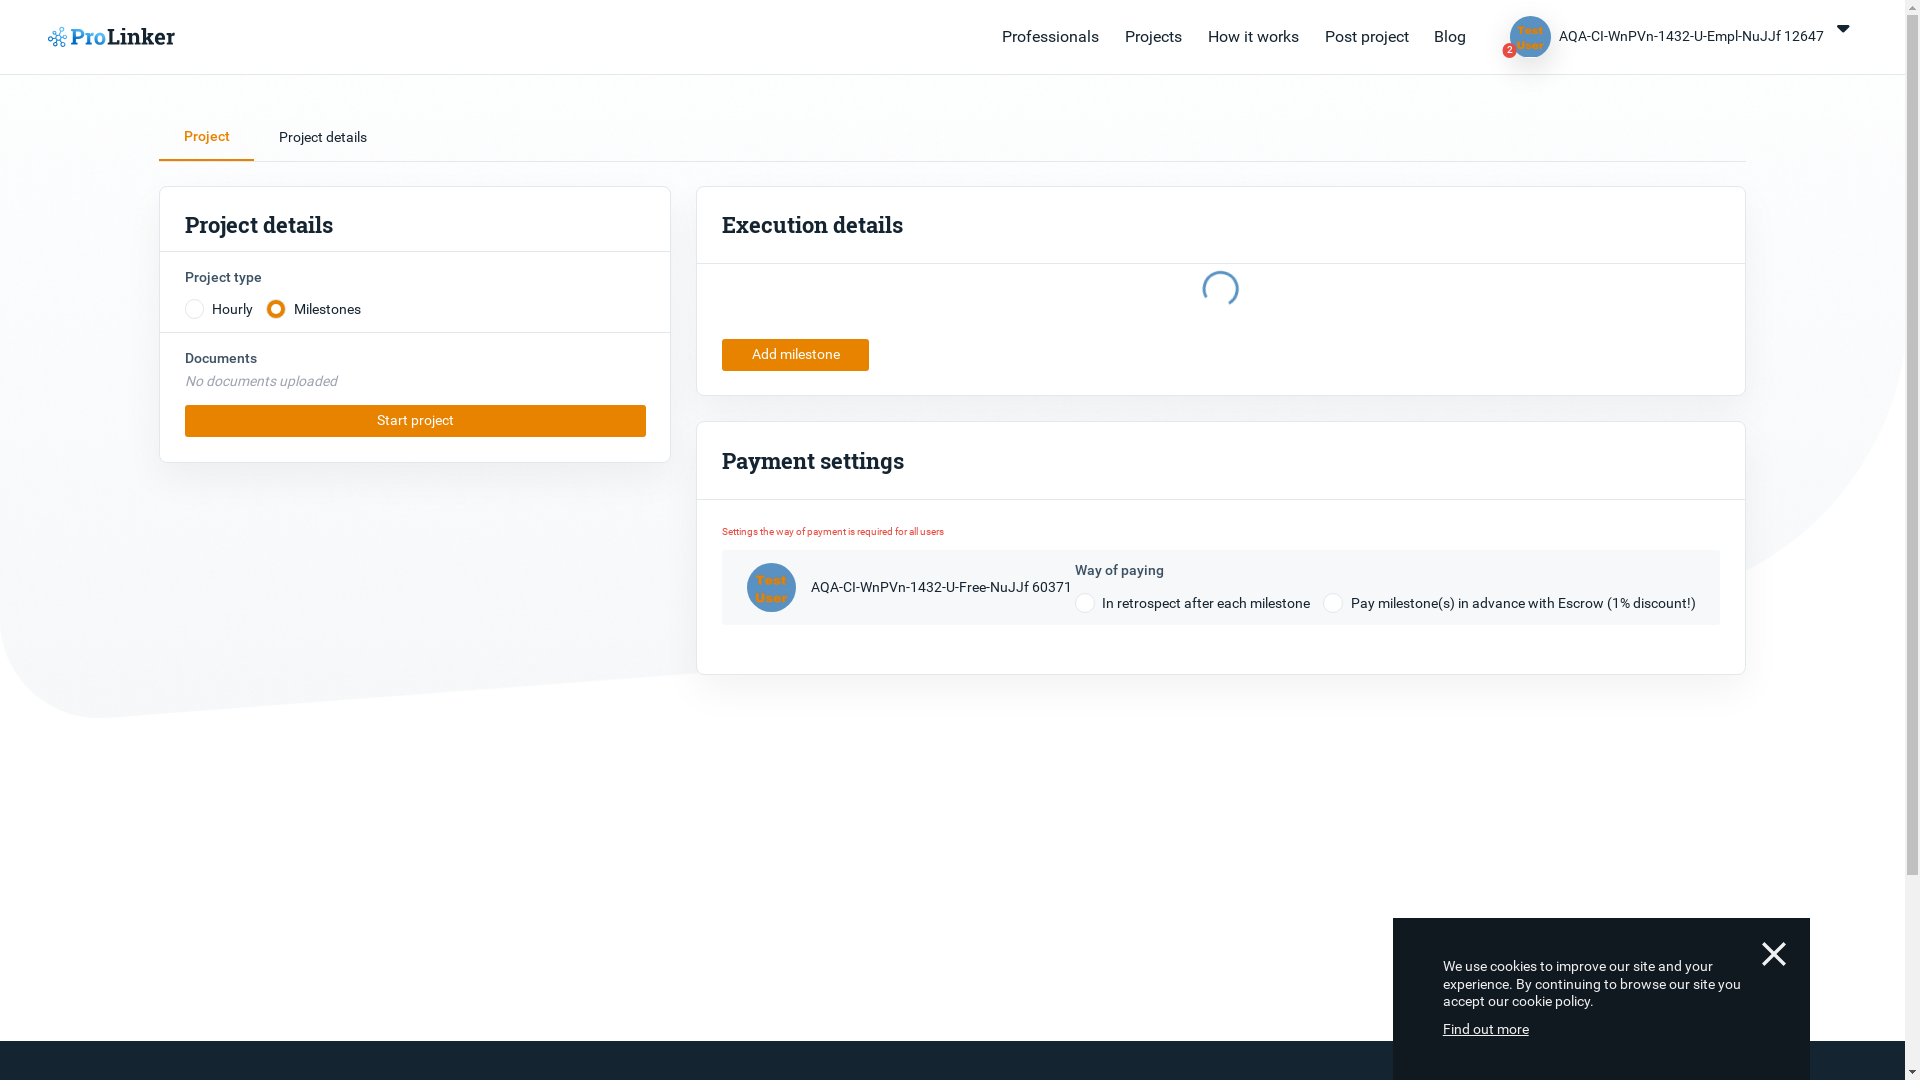 ProLinker
Professionals
Projects
How it works
Post project
Blog
Test
User
2
AQA-CI-WnPVn-1432-U-Empl-NuJJf 12647
Project
Project details
Project details
Project type
Hourly
Milestones
Documents
No documents uploaded
Start project
Execution details
Add milestone
Payment settings
Settings the way of payment is required for all users
Test
User
AQA-CI-WnPVn-1432-U-Free-NuJJf 60371
Way of paying
In retrospect after each milestone
Pay milestone(s) in advance with Escrow (1% discount!)
We use cookies to improve our site and your
experience. By continuing to browse our site you
accept our cookie policy.
Find out more